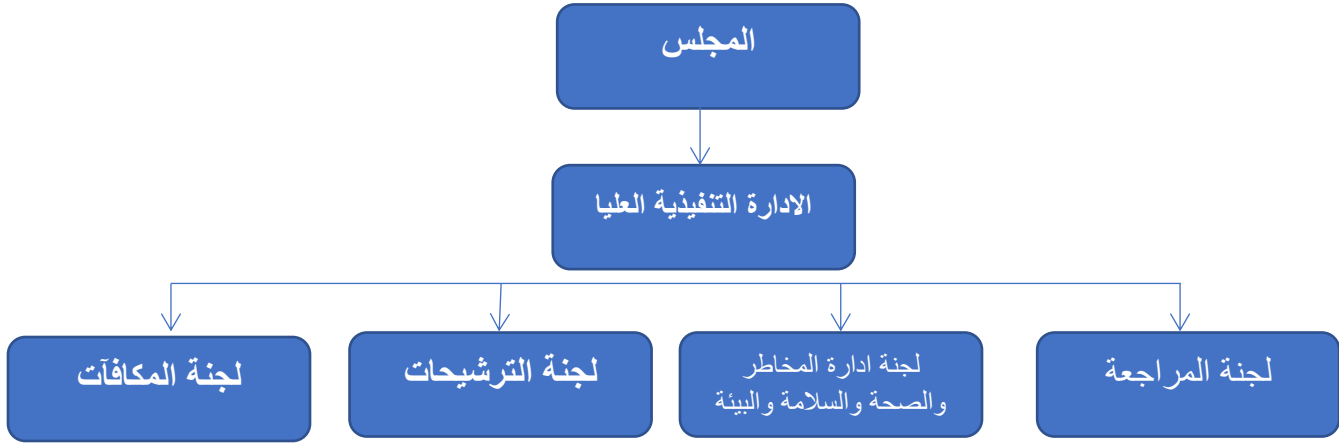 المجلس
الادارة التنفيذية العليا
لجنة المراجعة
لجنة ادارة المخاطر
والصحة والسلامة والبيئة
لجنة الترشيحات
لجنة المكافآت